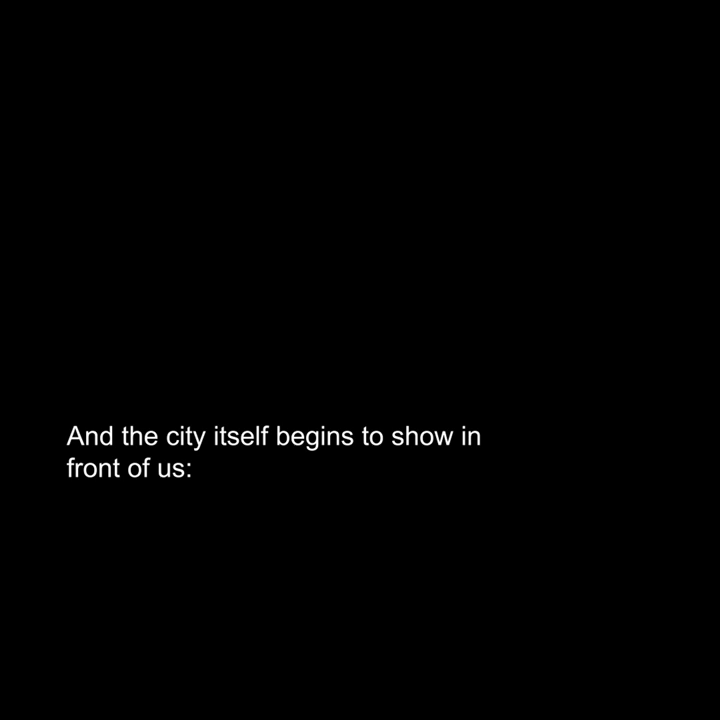 And the city itself begins to show in
front of us: